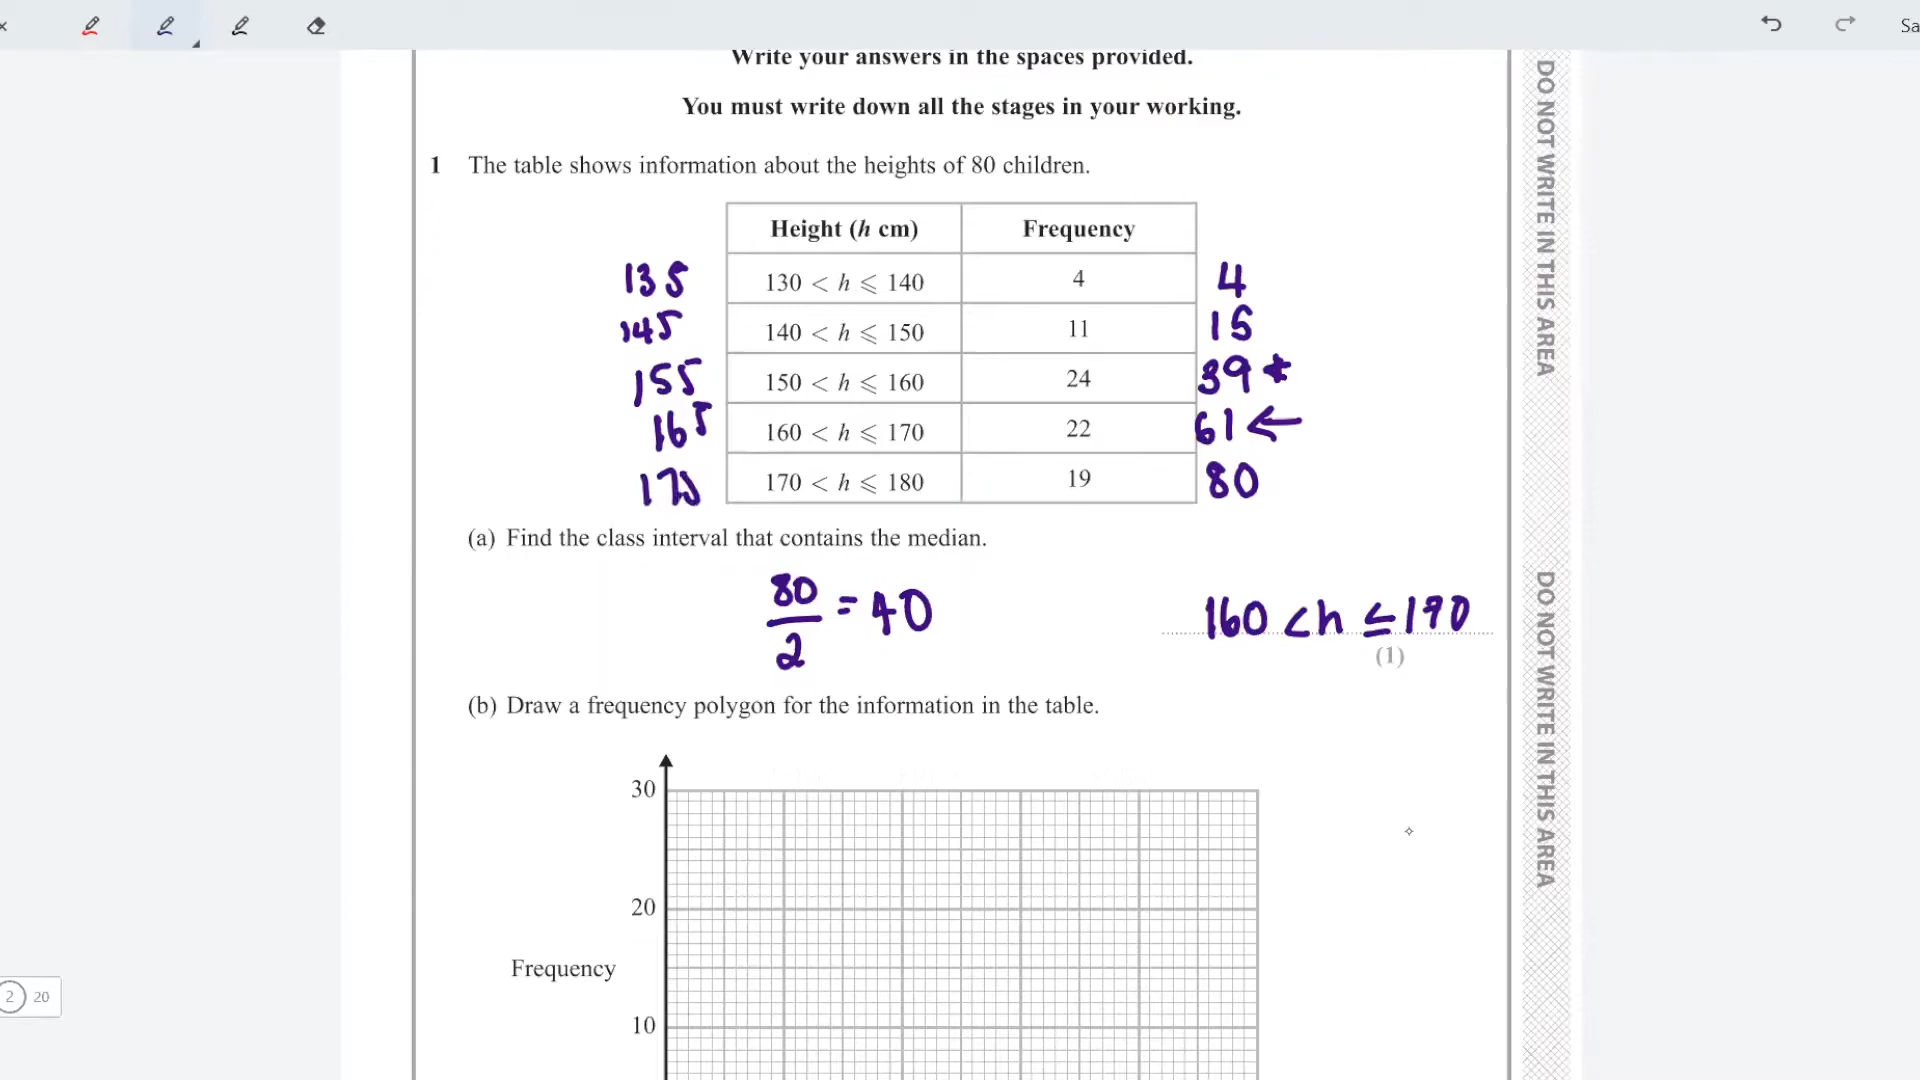 Sa
Write your answers in the spaces provided.
You must write down all the stages in your working.
1 The table shows information about the heights of 80 children.
Height (h cm) Frequency
135 130 < h ⩽ 140 4 4
145 140 < h ⩽ 150 11 15
155 150 < h ⩽ 160 24 39 *
165 160 < h ⩽ 170 22 61 ←
175 170 < h ⩽ 180 19 80
(a) Find the class interval that contains the median.
80/2 = 40
160 < h ≤ 170
(1)
(b) Draw a frequency polygon for the information in the table.
30
20
Frequency
10
2 20
DO NOT WRITE IN THIS AREA
DO NOT WRITE IN THIS AREA